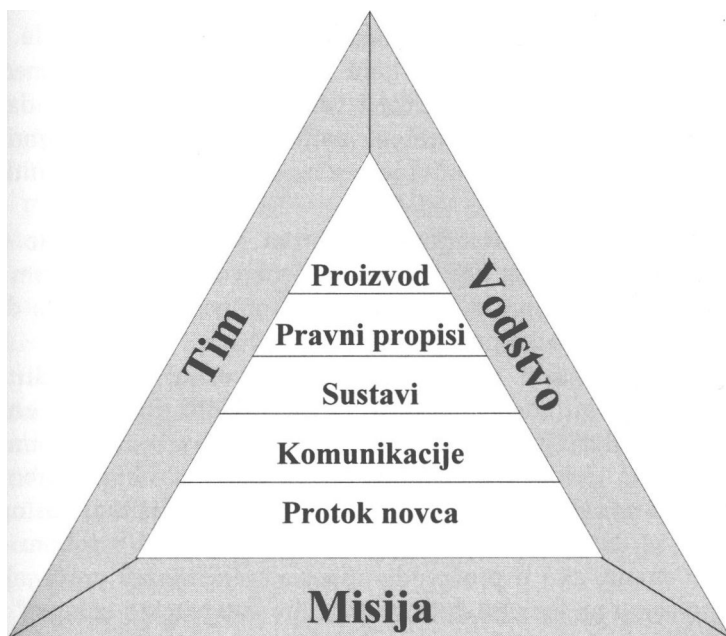 Proizvod
Pravni propisi
Sustavi
Komunikacije
Protok novca
Tim
Vodstvo
Misija